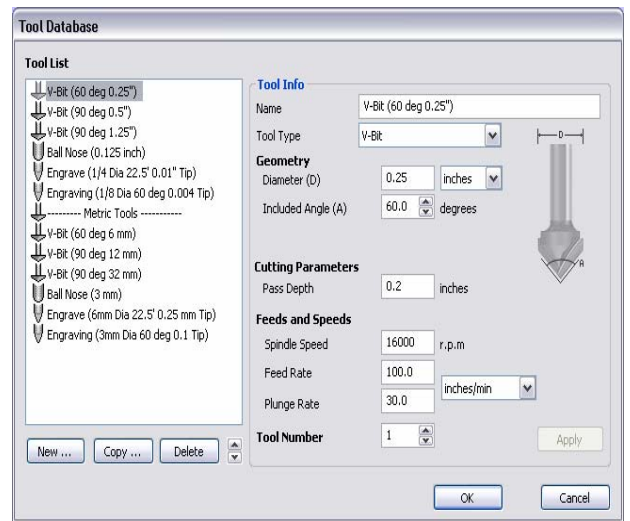 Tool Database
Tool List
V-Bit (60 deg 0.25")
V-Bit (90 deg 0.5")
V-Bit (90 deg 1.25")
Ball Nose (0.125 inch)
Engrave (1/4 Dia 22.5' 0.01" Tip)
Engraving (1/8 Dia 60 deg 0.004 Tip)
--------- Metric Tools -----------
V-Bit (60 deg 6 mm)
V-Bit (90 deg 12 mm)
V-Bit (90 deg 32 mm)
Ball Nose (3 mm)
Engrave (6mm Dia 22.5' 0.25 mm Tip)
Engraving (3mm Dia 60 deg 0.1 Tip)
New ... Copy ... Delete
Tool Info
Name V-Bit (60 deg 0.25")
Tool Type V-Bit
Geometry
Diameter (D) 0.25 inches
Included Angle (A) 60.0 degrees
D
A
Cutting Parameters
Pass Depth 0.2 inches
Feeds and Speeds
Spindle Speed 16000 r.p.m
Feed Rate 100.0
inches/min
Plunge Rate 30.0
Tool Number 1
Apply
OK Cancel